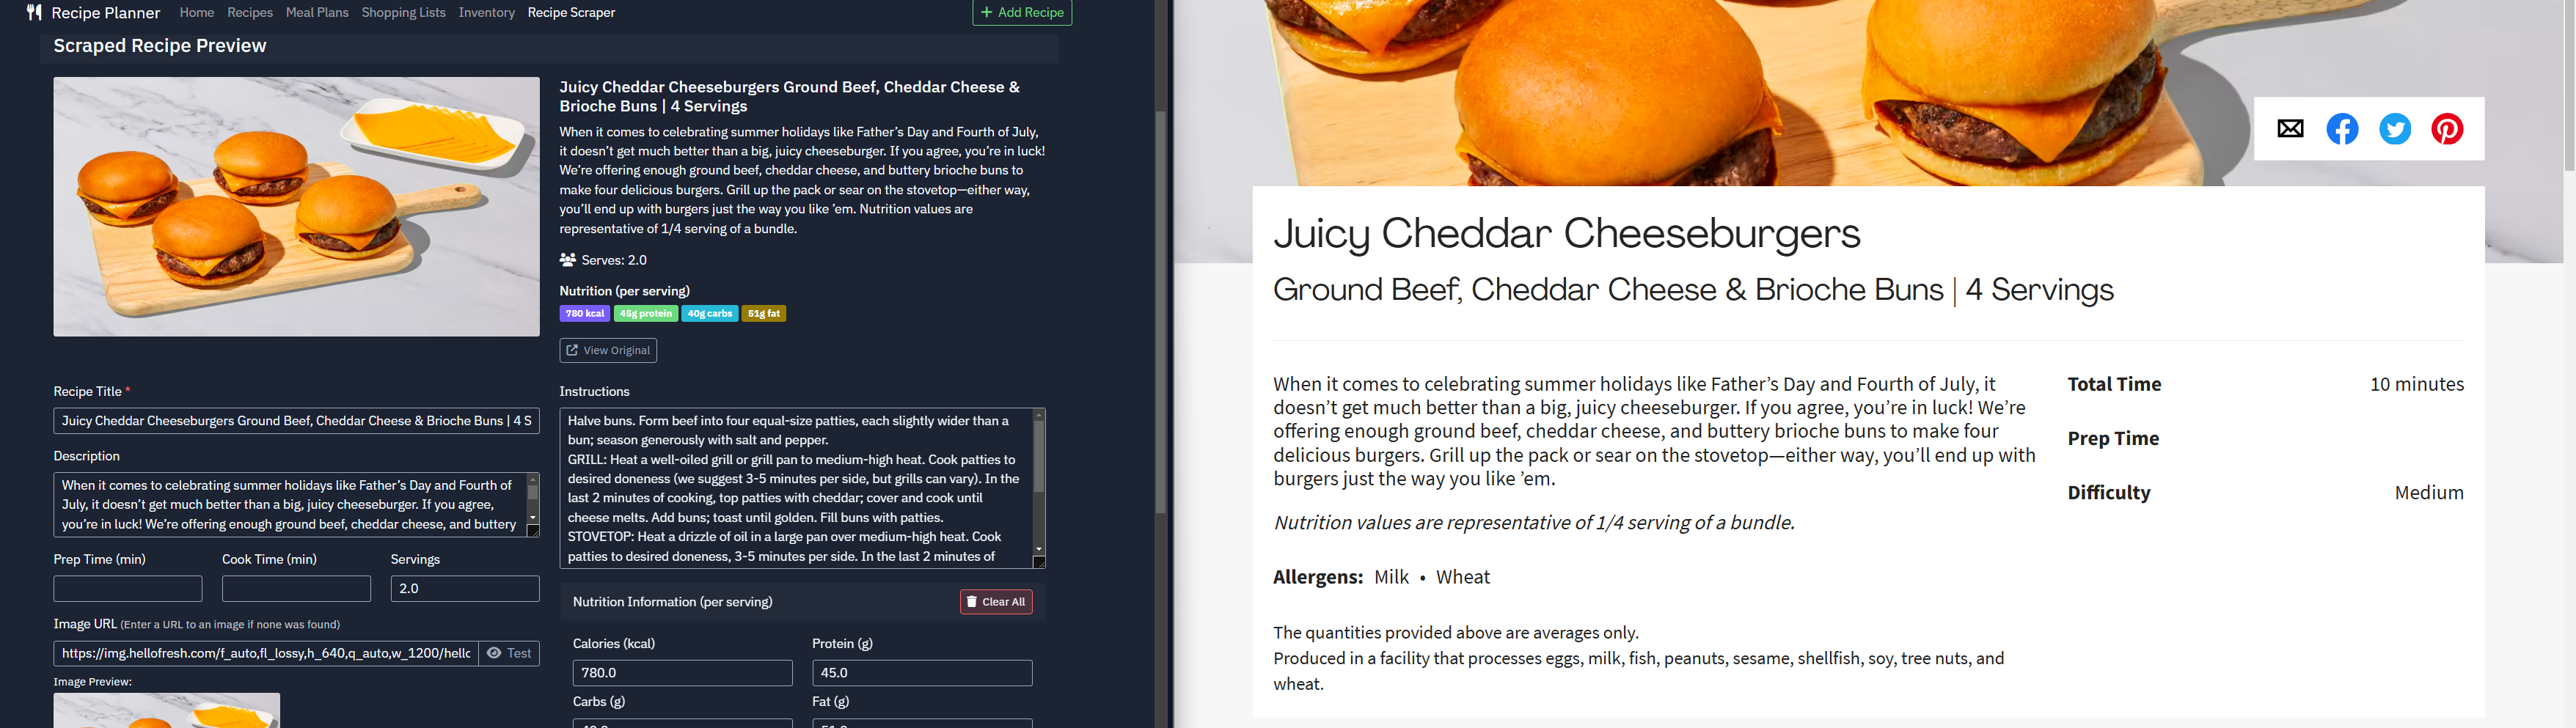 Recipe Planner
Home
Recipes
Meal Plans
Shopping Lists
Inventory
Recipe Scraper
+ Add Recipe
Scraped Recipe Preview
Juicy Cheddar Cheeseburgers Ground Beef, Cheddar Cheese &
Brioche Buns | 4 Servings
When it comes to celebrating summer holidays like Father’s Day and Fourth of July,
it doesn’t get much better than a big, juicy cheeseburger. If you agree, you’re in luck!
We’re offering enough ground beef, cheddar cheese, and buttery brioche buns to
make four delicious burgers. Grill up the pack or sear on the stovetop—either way,
you’ll end up with burgers just the way you like ’em. Nutrition values are
representative of 1/4 serving of a bundle.
Serves: 2.0
Nutrition (per serving)
780 kcal
45g protein
40g carbs
51g fat
View Original
Recipe Title *
Juicy Cheddar Cheeseburgers Ground Beef, Cheddar Cheese & Brioche Buns | 4 S
Description
When it comes to celebrating summer holidays like Father’s Day and Fourth of
July, it doesn’t get much better than a big, juicy cheeseburger. If you agree,
you’re in luck! We’re offering enough ground beef, cheddar cheese, and buttery
Prep Time (min)
Cook Time (min)
Servings
2.0
Image URL (Enter a URL to an image if none was found)
https://img.hellofresh.com/f_auto,fl_lossy,h_640,q_auto,w_1200/hellc
Test
Image Preview:
Instructions
Halve buns. Form beef into four equal-size patties, each slightly wider than a
bun; season generously with salt and pepper.
GRILL: Heat a well-oiled grill or grill pan to medium-high heat. Cook patties to
desired doneness (we suggest 3-5 minutes per side, but grills can vary). In the
last 2 minutes of cooking, top patties with cheddar; cover and cook until
cheese melts. Add buns; toast until golden. Fill buns with patties.
STOVETOP: Heat a drizzle of oil in a large pan over medium-high heat. Cook
patties to desired doneness, 3-5 minutes per side. In the last 2 minutes of
Nutrition Information (per serving)
Clear All
Calories (kcal)
Protein (g)
780.0
45.0
Carbs (g)
Fat (g)
Juicy Cheddar Cheeseburgers
Ground Beef, Cheddar Cheese & Brioche Buns | 4 Servings
When it comes to celebrating summer holidays like Father’s Day and Fourth of July, it
doesn’t get much better than a big, juicy cheeseburger. If you agree, you’re in luck! We’re
offering enough ground beef, cheddar cheese, and buttery brioche buns to make four
delicious burgers. Grill up the pack or sear on the stovetop—either way, you’ll end up with
burgers just the way you like ’em.
Nutrition values are representative of 1/4 serving of a bundle.
Allergens: Milk • Wheat
The quantities provided above are averages only.
Produced in a facility that processes eggs, milk, fish, peanuts, sesame, shellfish, soy, tree nuts, and
wheat.
Total Time
10 minutes
Prep Time
Difficulty
Medium